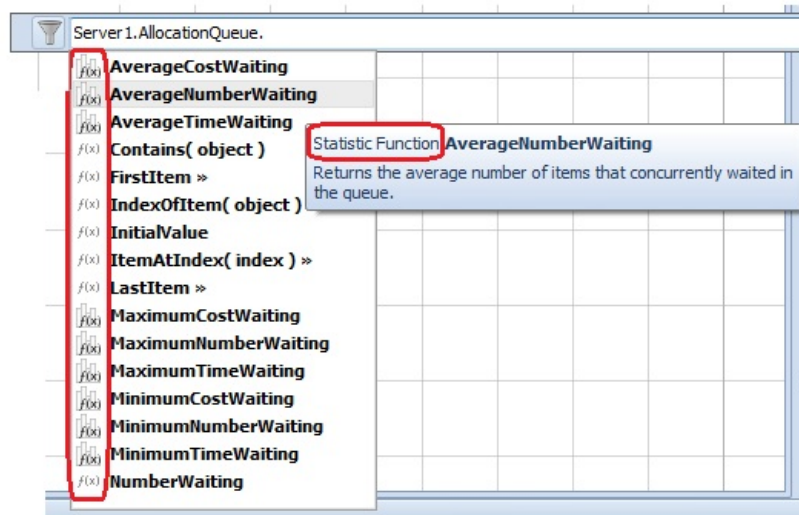 Server1.AllocationQueue.
f(x) AverageCostWaiting
f(x) AverageNumberWaiting
f(x) AverageTimeWaiting
Statistic Function AverageNumberWaiting
Returns the average number of items that concurrently waited in
the queue.
f(x) Contains( object )
f(x) FirstItem »
f(x) IndexOfItem( object )
f(x) InitialValue
f(x) ItemAtIndex( index ) »
f(x) LastItem »
f(x) MaximumCostWaiting
f(x) MaximumNumberWaiting
f(x) MaximumTimeWaiting
f(x) MinimumCostWaiting
f(x) MinimumNumberWaiting
f(x) MinimumTimeWaiting
f(x) NumberWaiting